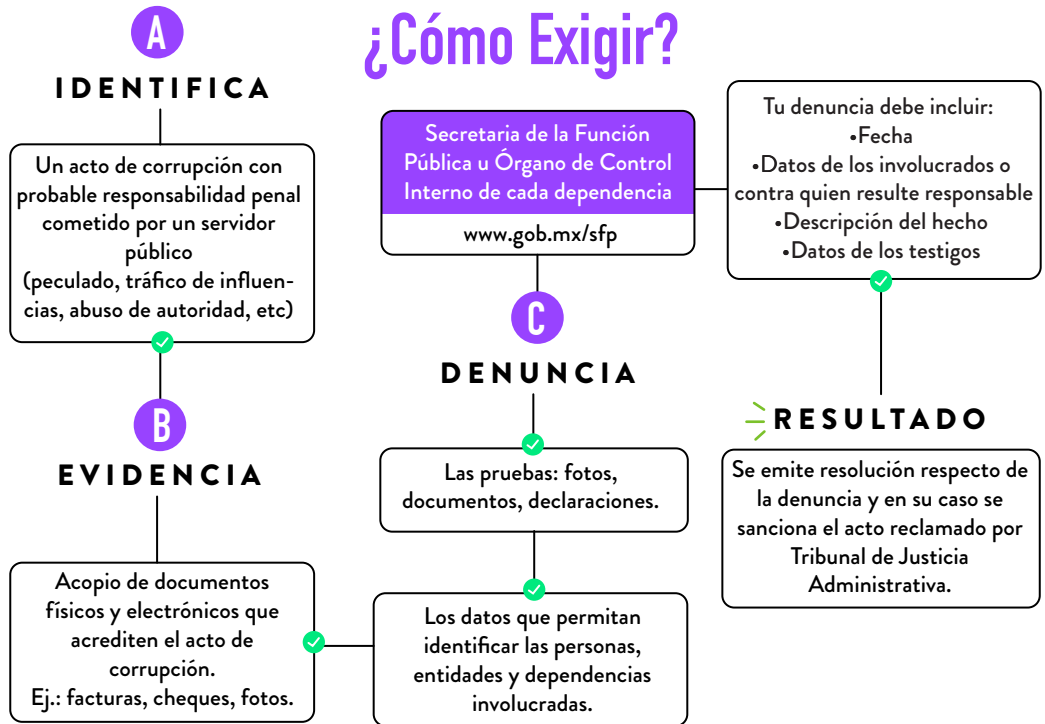 ¿Cómo Exigir?
A
IDENTIFICA
Un acto de corrupción con
probable responsabilidad penal
cometido por un servidor
público
(peculado, tráfico de influen-
cias, abuso de autoridad, etc)
B
EVIDENCIA
Acopio de documentos
físicos y electrónicos que
acrediten el acto de
corrupción.
Ej.: facturas, cheques, fotos.
Los datos que permitan
identificar las personas,
entidades y dependencias
involucradas.
Las pruebas: fotos,
documentos, declaraciones.
C
DENUNCIA
Secretaria de la Función
Pública u Órgano de Control
Interno de cada dependencia
www.gob.mx/sfp
Tu denuncia debe incluir:
•Fecha
•Datos de los involucrados o
contra quien resulte responsable
•Descripción del hecho
•Datos de los testigos
RESULTADO
Se emite resolución respecto de
la denuncia y en su caso se
sanciona el acto reclamado por
Tribunal de Justicia
Administrativa.